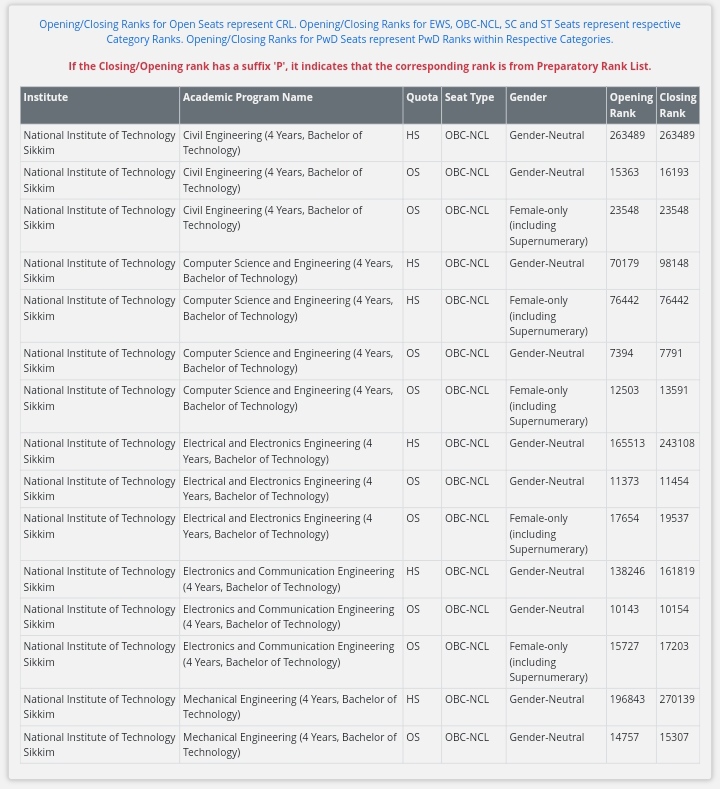 Opening/Closing Ranks for Open Seats represent CRL. Opening/Closing Ranks for EWS, OBC-NCL, SC and ST Seats represent respective
Category Ranks. Opening/Closing Ranks for PwD Seats represent PwD Ranks within Respective Categories.
If the Closing/Opening rank has a suffix 'P', it indicates that the corresponding rank is from Preparatory Rank List.
Institute Academic Program Name Quota Seat Type Gender Opening Closing
Rank Rank
National Institute of Technology Civil Engineering (4 Years, Bachelor of HS OBC-NCL Gender-Neutral 263489 263489
Sikkim Technology)
National Institute of Technology Civil Engineering (4 Years, Bachelor of OS OBC-NCL Gender-Neutral 15363 16193
Sikkim Technology)
National Institute of Technology Civil Engineering (4 Years, Bachelor of OS OBC-NCL Female-only 23548 23548
Sikkim Technology) (including
Supernumerary)
National Institute of Technology Computer Science and Engineering (4 Years, HS OBC-NCL Gender-Neutral 70179 98148
Sikkim Bachelor of Technology)
National Institute of Technology Computer Science and Engineering (4 Years, HS OBC-NCL Female-only 76442 76442
Sikkim Bachelor of Technology) (including
Supernumerary)
National Institute of Technology Computer Science and Engineering (4 Years, OS OBC-NCL Gender-Neutral 7394 7791
Sikkim Bachelor of Technology)
National Institute of Technology Computer Science and Engineering (4 Years, OS OBC-NCL Female-only 12503 13591
Sikkim Bachelor of Technology) (including
Supernumerary)
National Institute of Technology Electrical and Electronics Engineering (4 HS OBC-NCL Gender-Neutral 165513 243108
Sikkim Years, Bachelor of Technology)
National Institute of Technology Electrical and Electronics Engineering (4 OS OBC-NCL Gender-Neutral 11373 11454
Sikkim Years, Bachelor of Technology)
National Institute of Technology Electrical and Electronics Engineering (4 OS OBC-NCL Female-only 17654 19537
Sikkim Years, Bachelor of Technology) (including
Supernumerary)
National Institute of Technology Electronics and Communication Engineering HS OBC-NCL Gender-Neutral 138246 161819
Sikkim (4 Years, Bachelor of Technology)
National Institute of Technology Electronics and Communication Engineering OS OBC-NCL Gender-Neutral 10143 10154
Sikkim (4 Years, Bachelor of Technology)
National Institute of Technology Electronics and Communication Engineering OS OBC-NCL Female-only 15727 17203
Sikkim (4 Years, Bachelor of Technology) (including
Supernumerary)
National Institute of Technology Mechanical Engineering (4 Years, Bachelor of HS OBC-NCL Gender-Neutral 196843 270139
Sikkim Technology)
National Institute of Technology Mechanical Engineering (4 Years, Bachelor of OS OBC-NCL Gender-Neutral 14757 15307
Sikkim Technology)